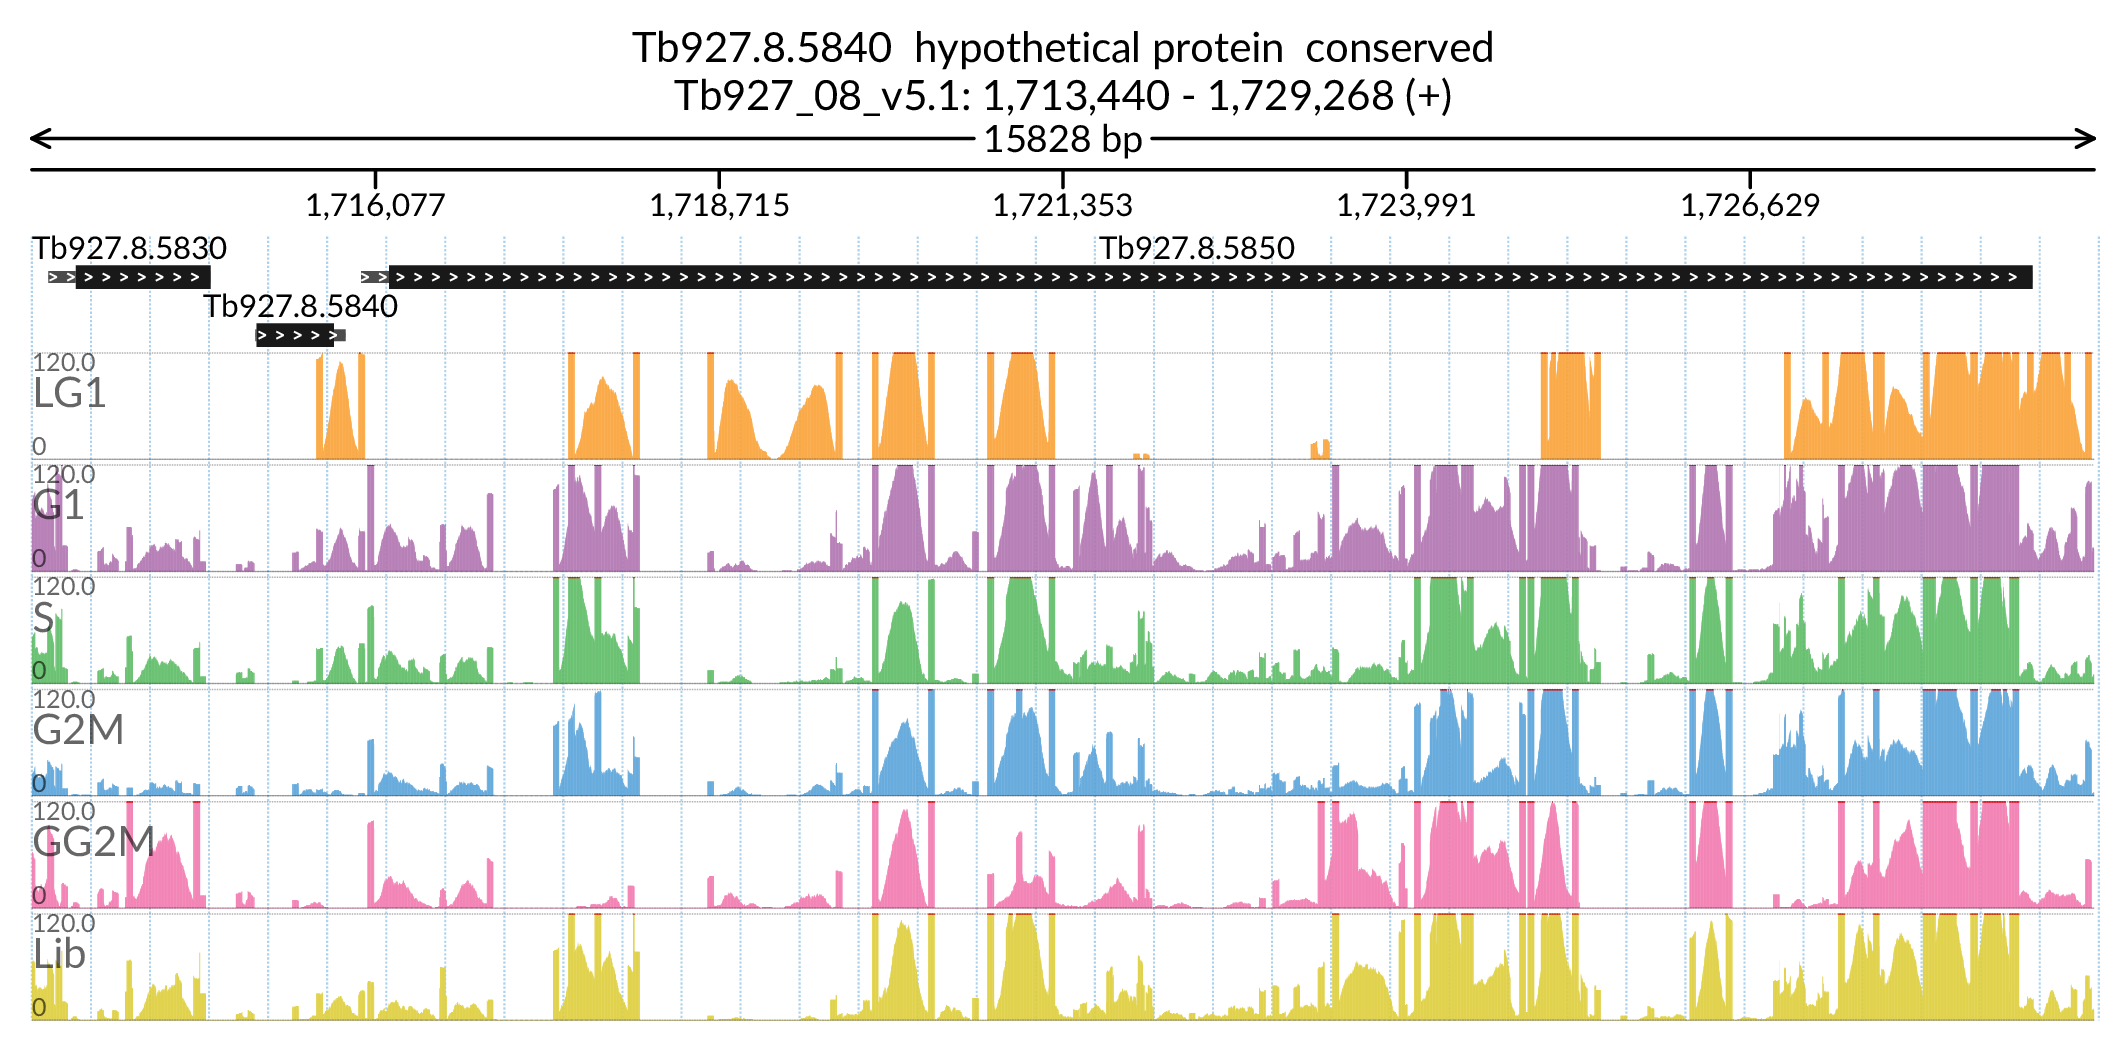 Tb927.8.5840  hypothetical protein  conserved
Tb927_08_v5.1: 1,713,440 - 1,729,268 (+)
15828 bp
1,716,077 1,718,715 1,721,353 1,723,991 1,726,629
Tb927.8.5830 Tb927.8.5850
Tb927.8.5840
120.0
LG1
0
120.0
G1
0
120.0
S
0
120.0
G2M
0
120.0
GG2M
0
120.0
Lib
0